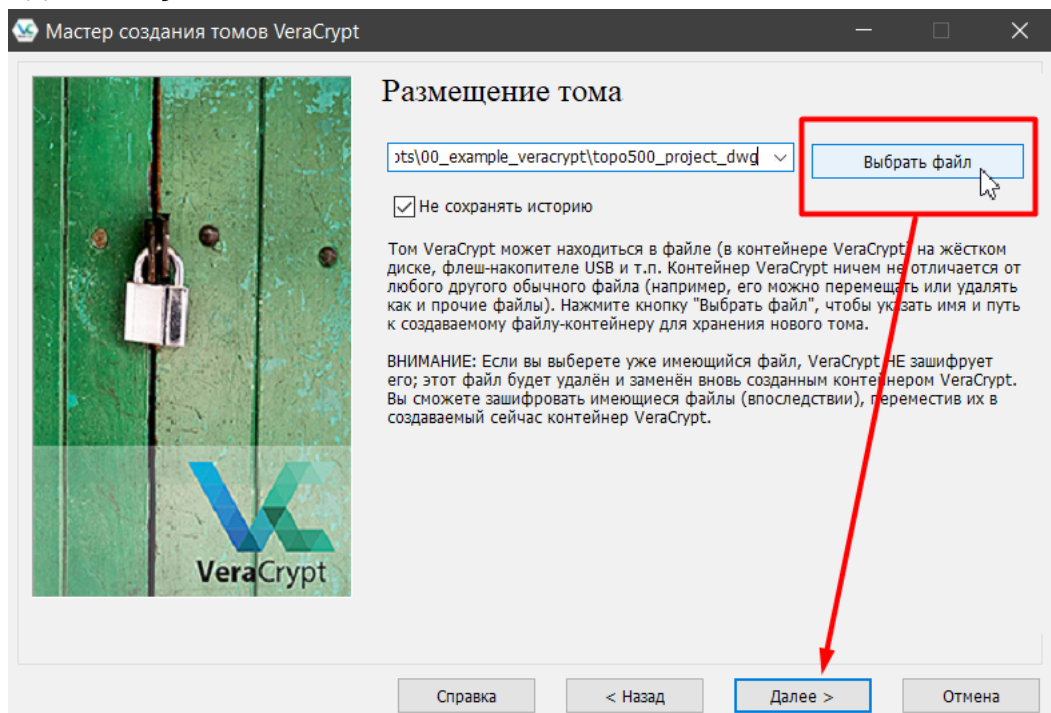 Мастер создания томов VeraCrypt
Размещение тома
ots\00_example_veracrypt\topo500_project_dwg
Выбрать файл
Не сохранять историю
Том VeraCrypt может находиться в файле (в контейнере VeraCrypt) на жёстком
диске, флеш-накопителе USB и т.п. Контейнер VeraCrypt ничем не отличается от
любого другого обычного файла (например, его можно перемещать или удалять
как и прочие файлы). Нажмите кнопку "Выбрать файл", чтобы указать имя и путь
к создаваемому файлу-контейнеру для хранения нового тома.
ВНИМАНИЕ: Если вы выберете уже имеющийся файл, VeraCrypt НЕ зашифрует
его; этот файл будет удалён и заменён вновь созданным контейнером VeraCrypt.
Вы сможете зашифровать имеющиеся файлы (впоследствии), переместив их в
создаваемый сейчас контейнер VeraCrypt.
VeraCrypt
Справка
< Назад
Далее >
Отмена